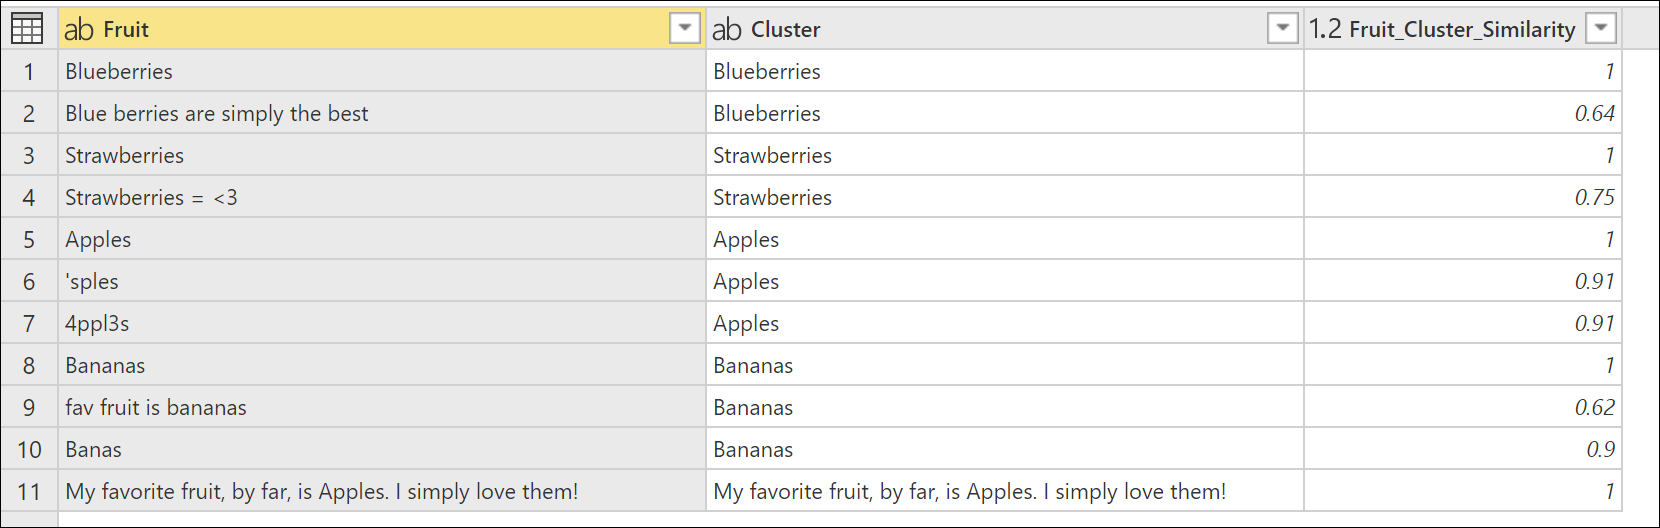 ab Fruit ab Cluster 1.2 Fruit_Cluster_Similarity
1 Blueberries Blueberries 1
2 Blue berries are simply the best Blueberries 0.64
3 Strawberries Strawberries 1
4 Strawberries = <3 Strawberries 0.75
5 Apples Apples 1
6 'sples Apples 0.91
7 4ppl3s Apples 0.91
8 Bananas Bananas 1
9 fav fruit is bananas Bananas 0.62
10 Banas Bananas 0.9
11 My favorite fruit, by far, is Apples. I simply love them! My favorite fruit, by far, is Apples. I simply love them! 1